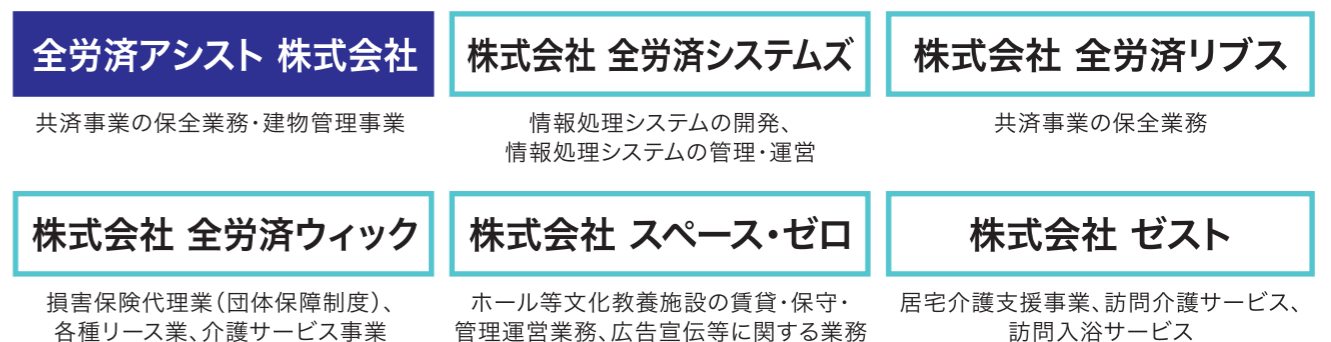 全労済アシスト 株式会社
共済事業の保全業務・建物管理事業
株式会社 全労済システムズ
情報処理システムの開発、
情報処理システムの管理・運営
株式会社 全労済リブス
共済事業の保全業務
株式会社 全労済ウィック
損害保険代理業(団体保障制度)、
各種リース業、介護サービス事業
株式会社 スペース・ゼロ
ホール等文化教養施設の賃貸・保守・
管理運営業務、広告宣伝等に関する業務
株式会社 ゼスト
居宅介護支援事業、訪問介護サービス、
訪問入浴サービス